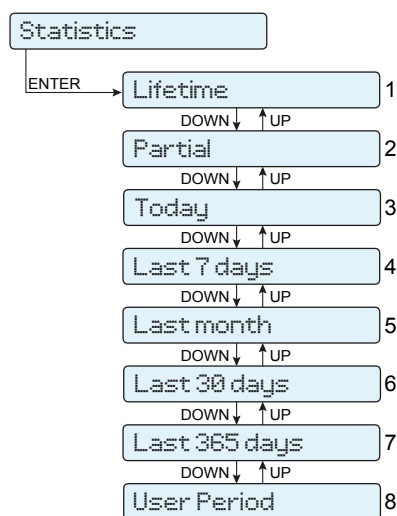 Statistics
ENTER
Lifetime 1
DOWN UP
Partial 2
DOWN UP
Today 3
DOWN UP
Last 7 days 4
DOWN UP
Last month 5
DOWN UP
Last 30 days 6
DOWN UP
Last 365 days 7
DOWN UP
User Period 8